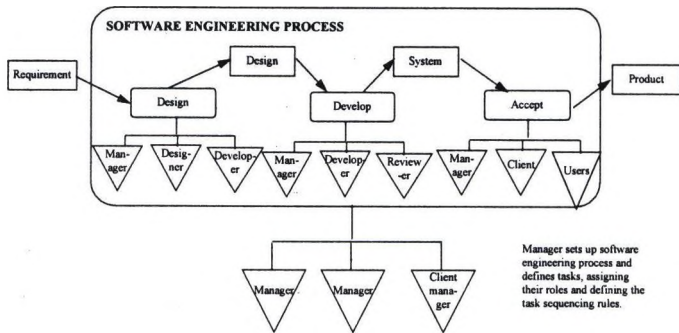 SOFTWARE ENGINEERING PROCESS
Requirement
Design
System
Product
Design
Develop
Accept
Man-
ager
Desig-
ner
Develop-
er
Man-
ager
Develop-
er
Review
-er
Man-
ager
Client
Users
Manager
Manager
Client
mana-
ger
Manager sets up software
engineering process and
defines tasks, assigning
their roles and defining the
task sequencing rules.